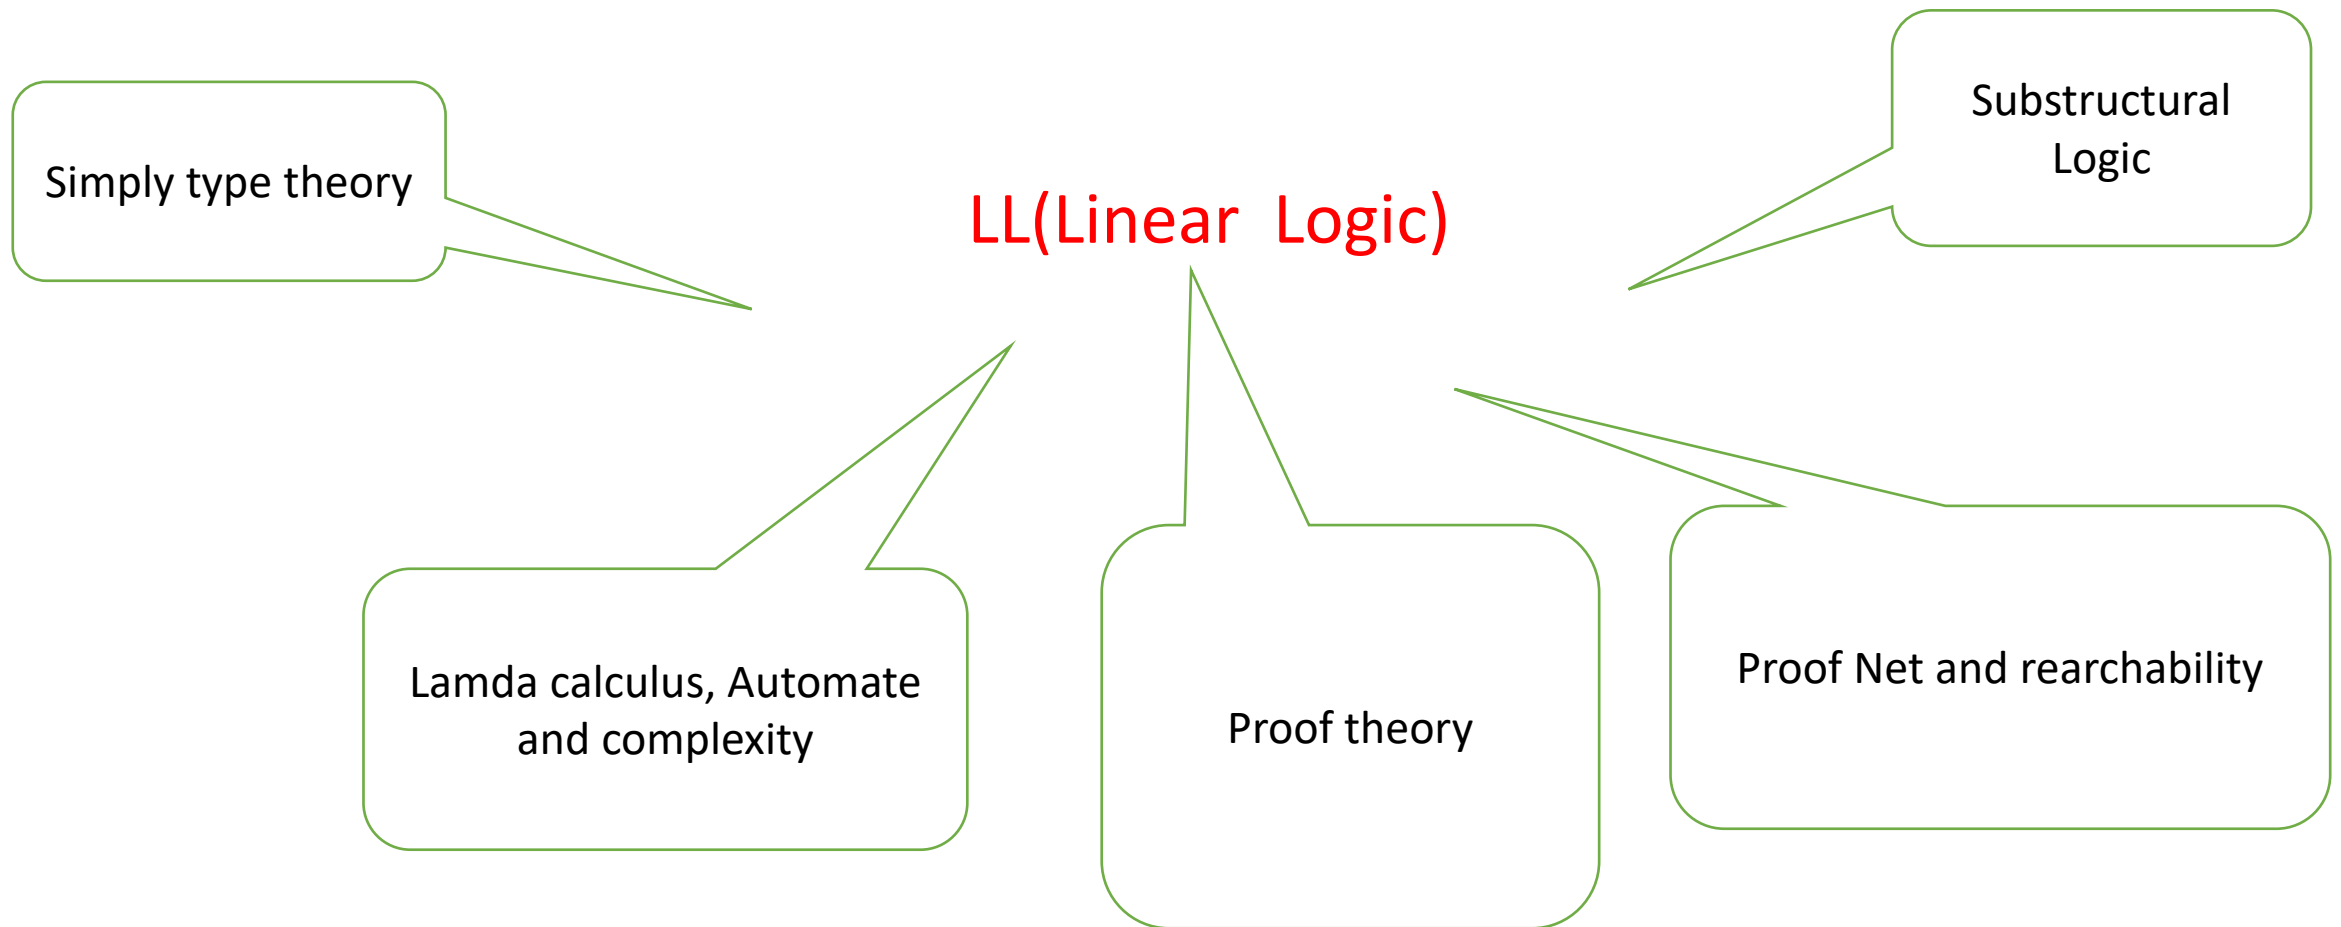 Substructural
Logic
Simply type theory
LL(Linear  Logic)
Lamda calculus, Automate
and complexity
Proof theory
Proof Net and rearchability